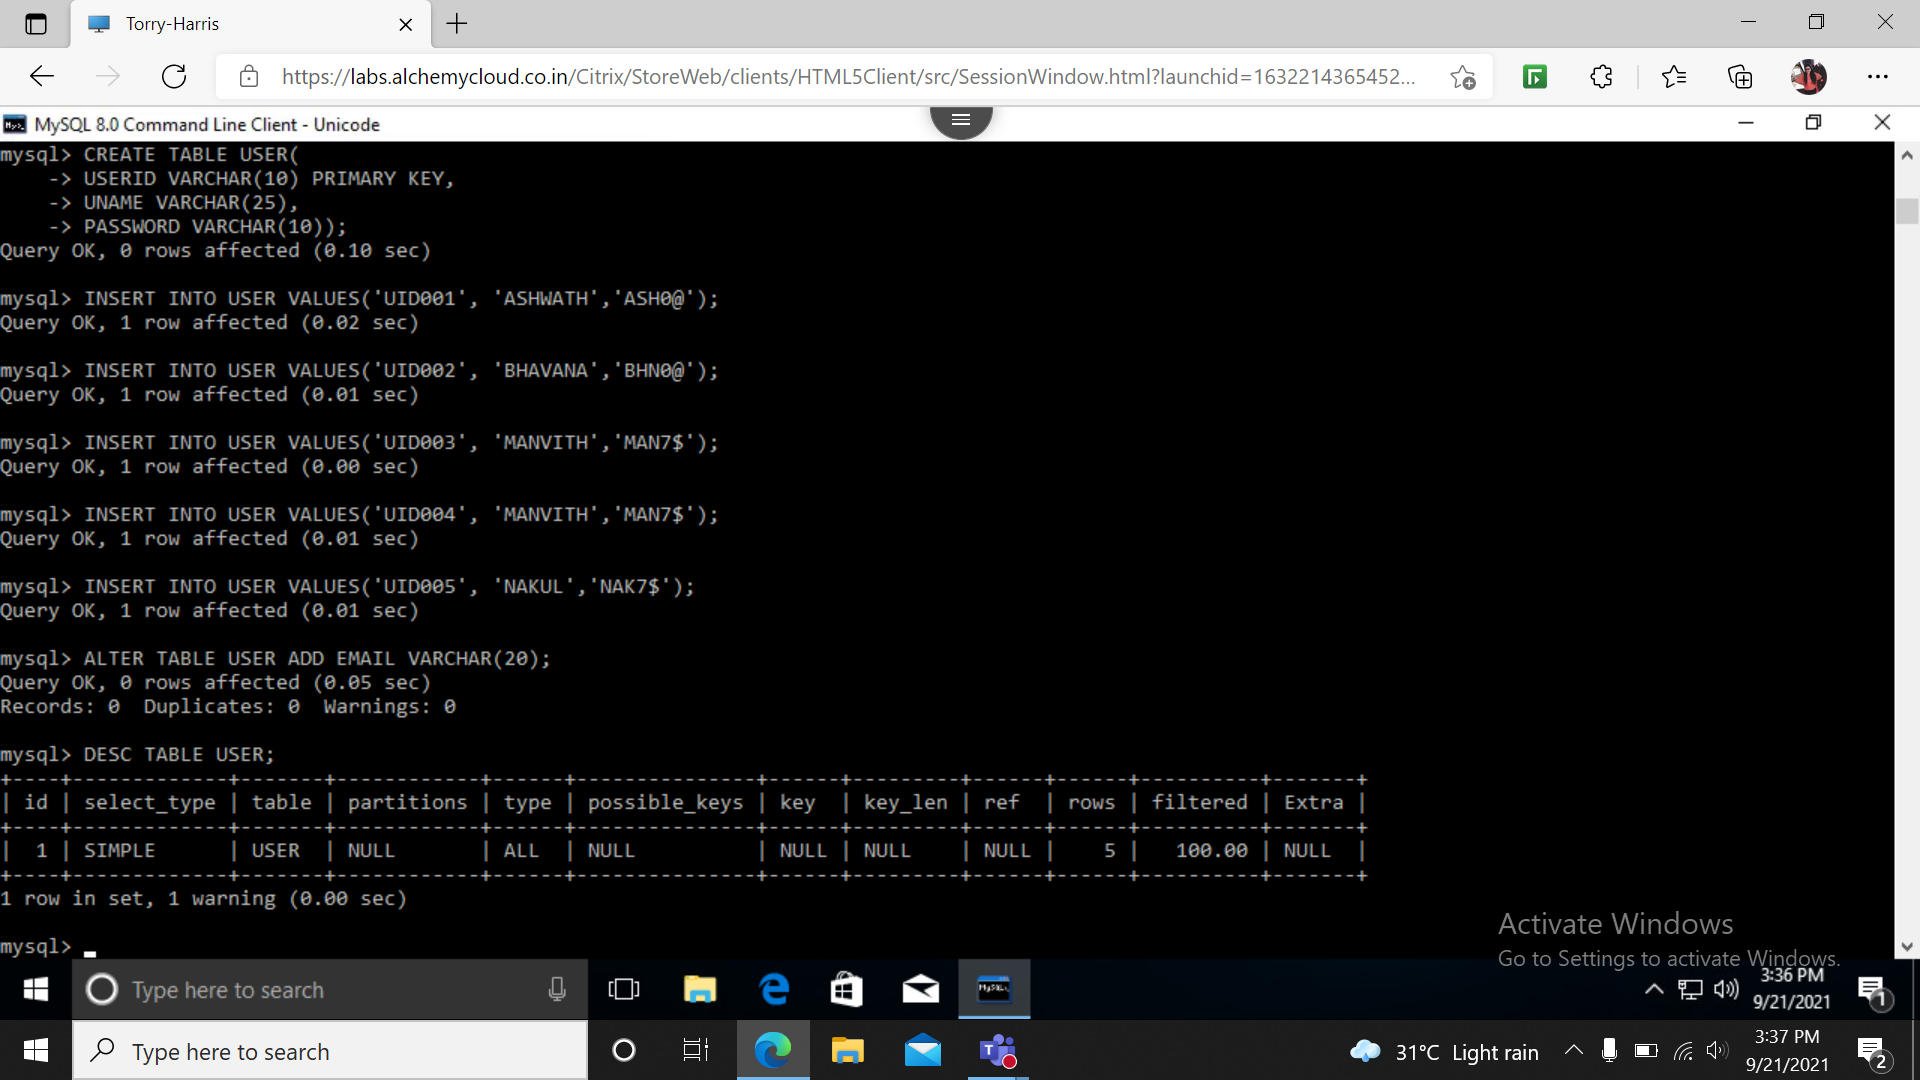 Torry-Harris
https://labs.alchemycloud.co.in/Citrix/StoreWeb/clients/HTML5Client/src/SessionWindow.html?launchid=1632214365452...
MySQL 8.0 Command Line Client - Unicode
mysql> CREATE TABLE USER(
    -> USERID VARCHAR(10) PRIMARY KEY,
    -> UNAME VARCHAR(25),
    -> PASSWORD VARCHAR(10));
Query OK, 0 rows affected (0.10 sec)
mysql> INSERT INTO USER VALUES('UID001', 'ASHWATH','ASH0@');
Query OK, 1 row affected (0.02 sec)
mysql> INSERT INTO USER VALUES('UID002', 'BHAVANA','BHN0@');
Query OK, 1 row affected (0.01 sec)
mysql> INSERT INTO USER VALUES('UID003', 'MANVITH','MAN7$');
Query OK, 1 row affected (0.00 sec)
mysql> INSERT INTO USER VALUES('UID004', 'MANVITH','MAN7$');
Query OK, 1 row affected (0.01 sec)
mysql> INSERT INTO USER VALUES('UID005', 'NAKUL','NAK7$');
Query OK, 1 row affected (0.01 sec)
mysql> ALTER TABLE USER ADD EMAIL VARCHAR(20);
Query OK, 0 rows affected (0.05 sec)
Records: 0  Duplicates: 0  Warnings: 0
mysql> DESC TABLE USER;
+----+-------------+-------+------------+------+---------------+------+---------+------+------+----------+-------+
| id | select_type | table | partitions | type | possible_keys | key  | key_len | ref  | rows | filtered | Extra |
+----+-------------+-------+------------+------+---------------+------+---------+------+------+----------+-------+
|  1 | SIMPLE      | USER  | NULL       | ALL  | NULL          | NULL | NULL    | NULL |    5 |   100.00 | NULL  |
+----+-------------+-------+------------+------+---------------+------+---------+------+------+----------+-------+
1 row in set, 1 warning (0.00 sec)
mysql>
Activate Windows
Go to Settings to activate Windows.
Type here to search
3:36 PM
9/21/2021
1
Type here to search
31°C Light rain
3:37 PM
9/21/2021
2